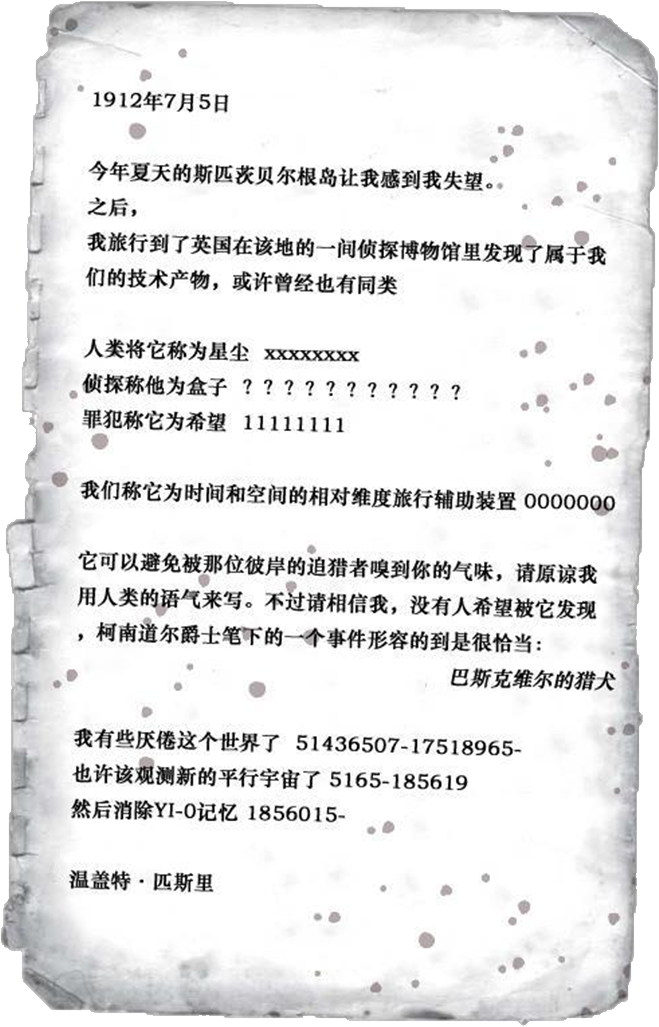 1912年7月5日
今年夏天的斯匹茨贝尔根岛让我感到我失望。
之后，
我旅行到了英国在该地的一间侦探博物馆里发现了属于我
们的技术产物，或许曾经也有同类
人类将它称为星尘 xxxxxxxx
侦探称他为盒子 ？？？？？？？？？？？
罪犯称它为希望 11111111
我们称它为时间和空间的相对维度旅行辅助装置 0000000
它可以避免被那位彼岸的追猎者嗅到你的气味，请原谅我
用人类的语气来写。不过请相信我，没有人希望被它发现
，柯南道尔爵士笔下的一个事件形容的到是很恰当：
巴斯克维尔的猎犬
我有些厌倦这个世界了 51436507-17518965-
也许该观测新的平行宇宙了 5165-185619
然后消除YI-0记忆 1856015-
温盖特·匹斯里